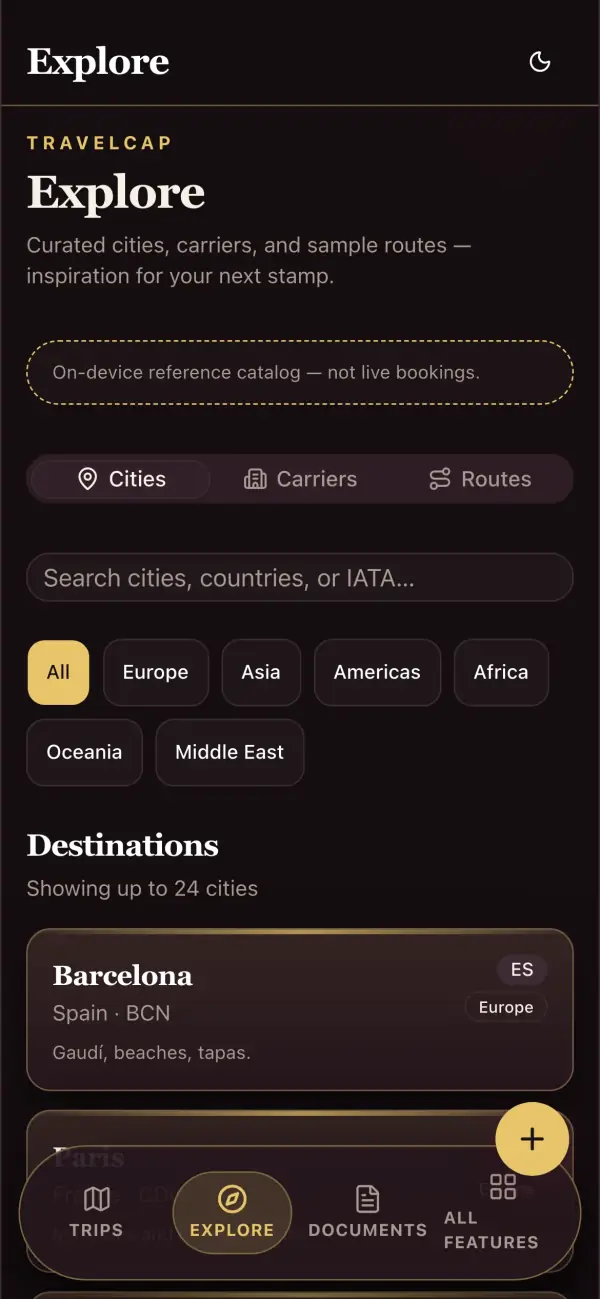 Explore
TRAVELCAP
Explore
Curated cities, carriers, and sample routes —
inspiration for your next stamp.
On-device reference catalog — not live bookings.
Cities
Carriers
Routes
Search cities, countries, or IATA...
All
Europe
Asia
Americas
Africa
Oceania
Middle East
Destinations
Showing up to 24 cities
Barcelona
ES
Spain · BCN
Europe
Gaudí, beaches, tapas.
Paris
TRIPS
EXPLORE
DOCUMENTS
ALL
FEATURES